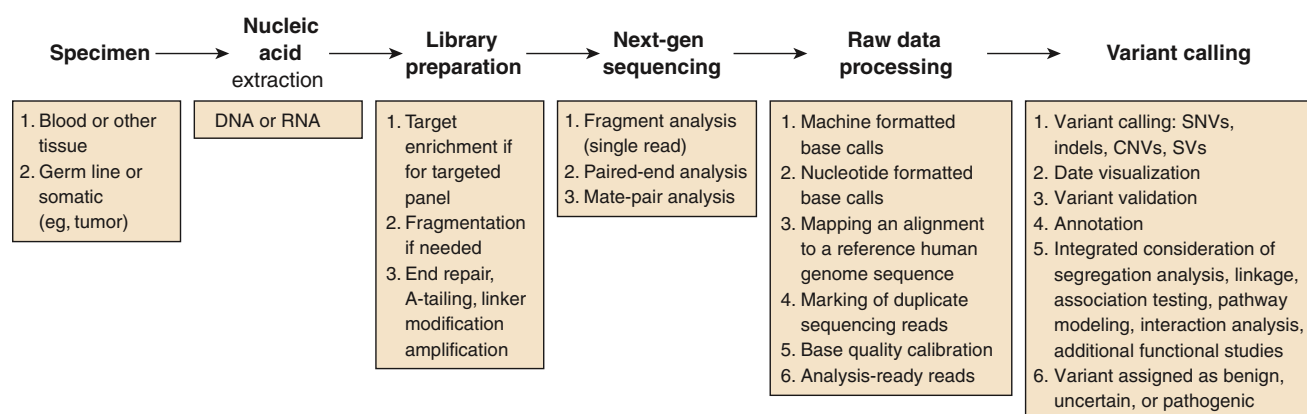 Specimen
Nucleic
acid
extraction
Library
preparation
Next-gen
sequencing
Raw data
processing
Variant calling
1. Blood or other
tissue
2. Germ line or
somatic
(eg, tumor)
DNA or RNA
1. Target
enrichment if
for targeted
panel
2. Fragmentation
if needed
3. End repair,
A-tailing, linker
modification
amplification
1. Fragment analysis
(single read)
2. Paired-end analysis
3. Mate-pair analysis
1. Machine formatted
base calls
2. Nucleotide formatted
base calls
3. Mapping an alignment
to a reference human
genome sequence
4. Marking of duplicate
sequencing reads
5. Base quality calibration
6. Analysis-ready reads
1. Variant calling: SNVs,
indels, CNVs, SVs
2. Date visualization
3. Variant validation
4. Annotation
5. Integrated consideration of
segregation analysis, linkage,
association testing, pathway
modeling, interaction analysis,
additional functional studies
6. Variant assigned as benign,
uncertain, or pathogenic